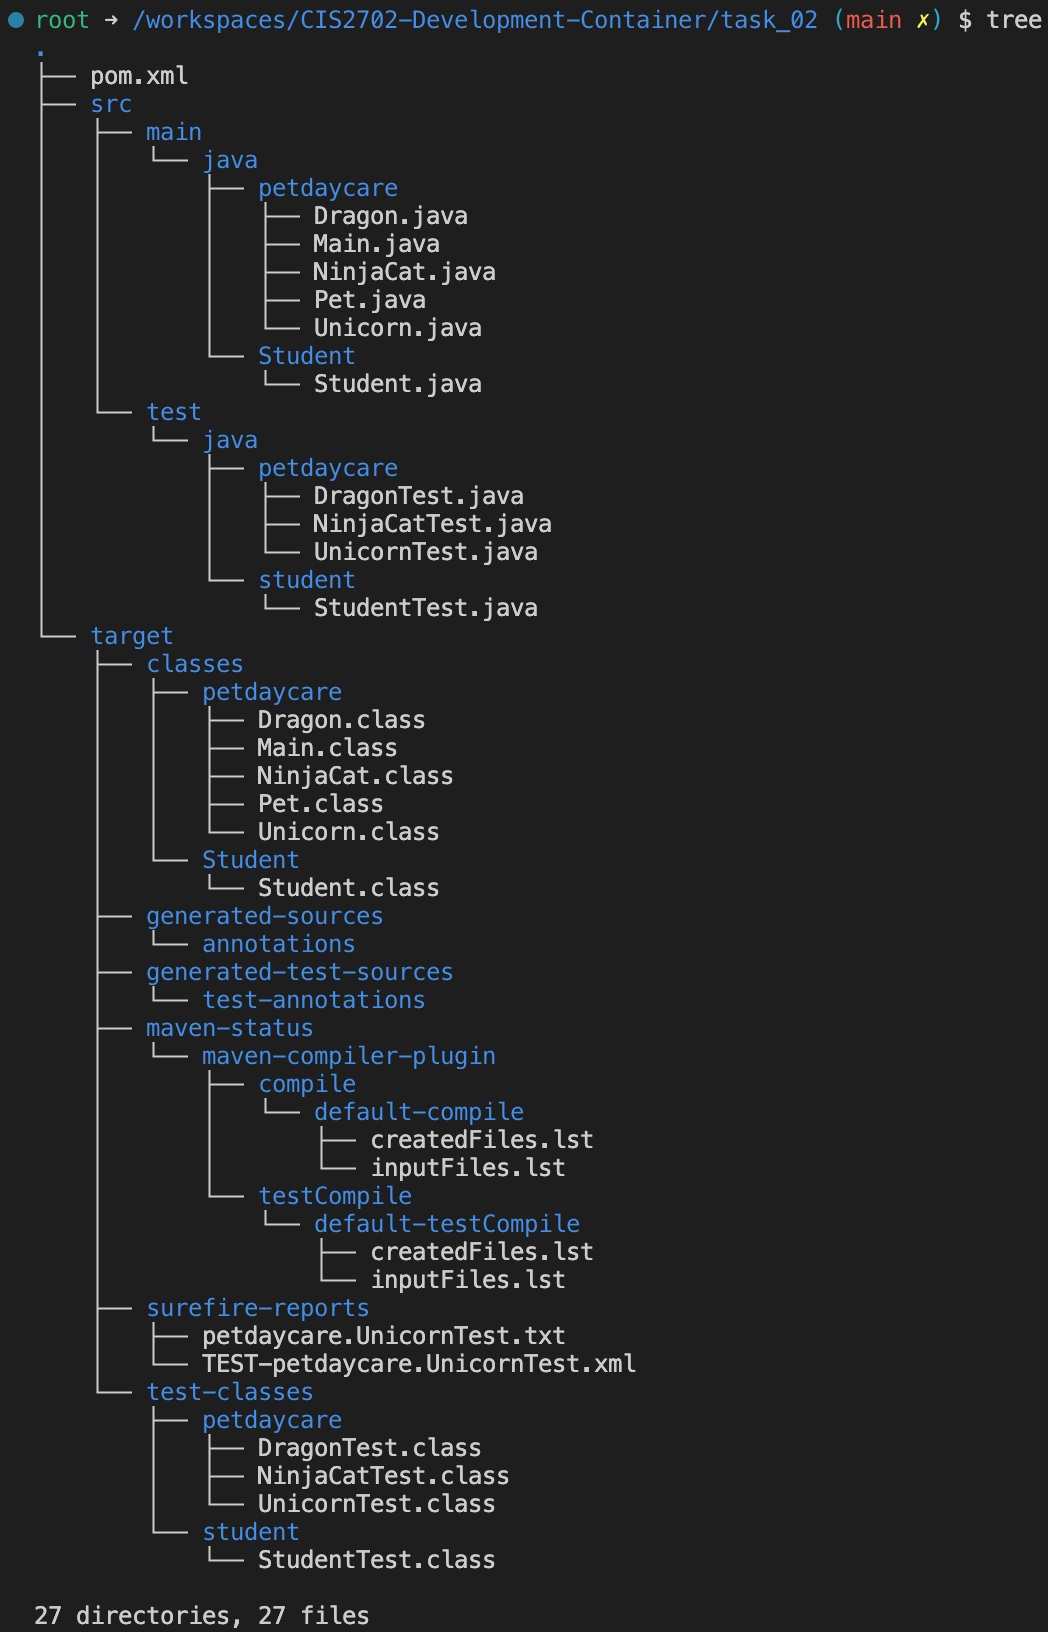 root ➜ /workspaces/CIS2702-Development-Container/task_02 (main ✗) $ tree
.
├── pom.xml
├── src
│   ├── main
│   │   └── java
│   │       ├── petdaycare
│   │       │   ├── Dragon.java
│   │       │   ├── Main.java
│   │       │   ├── NinjaCat.java
│   │       │   ├── Pet.java
│   │       │   └── Unicorn.java
│   │       └── Student
│   │           └── Student.java
│   └── test
│       └── java
│           ├── petdaycare
│           │   ├── DragonTest.java
│           │   ├── NinjaCatTest.java
│           │   └── UnicornTest.java
│           └── student
│               └── StudentTest.java
└── target
    ├── classes
    │   ├── petdaycare
    │   │   ├── Dragon.class
    │   │   ├── Main.class
    │   │   ├── NinjaCat.class
    │   │   ├── Pet.class
    │   │   └── Unicorn.class
    │   └── Student
    │       └── Student.class
    ├── generated-sources
    │   └── annotations
    ├── generated-test-sources
    │   └── test-annotations
    ├── maven-status
    │   └── maven-compiler-plugin
    │       ├── compile
    │       │   └── default-compile
    │       │       ├── createdFiles.lst
    │       │       └── inputFiles.lst
    │       └── testCompile
    │           └── default-testCompile
    │               ├── createdFiles.lst
    │               └── inputFiles.lst
    ├── surefire-reports
    │   ├── petdaycare.UnicornTest.txt
    │   └── TEST-petdaycare.UnicornTest.xml
    └── test-classes
        ├── petdaycare
        │   ├── DragonTest.class
        │   ├── NinjaCatTest.class
        │   └── UnicornTest.class
        └── student
            └── StudentTest.class
27 directories, 27 files